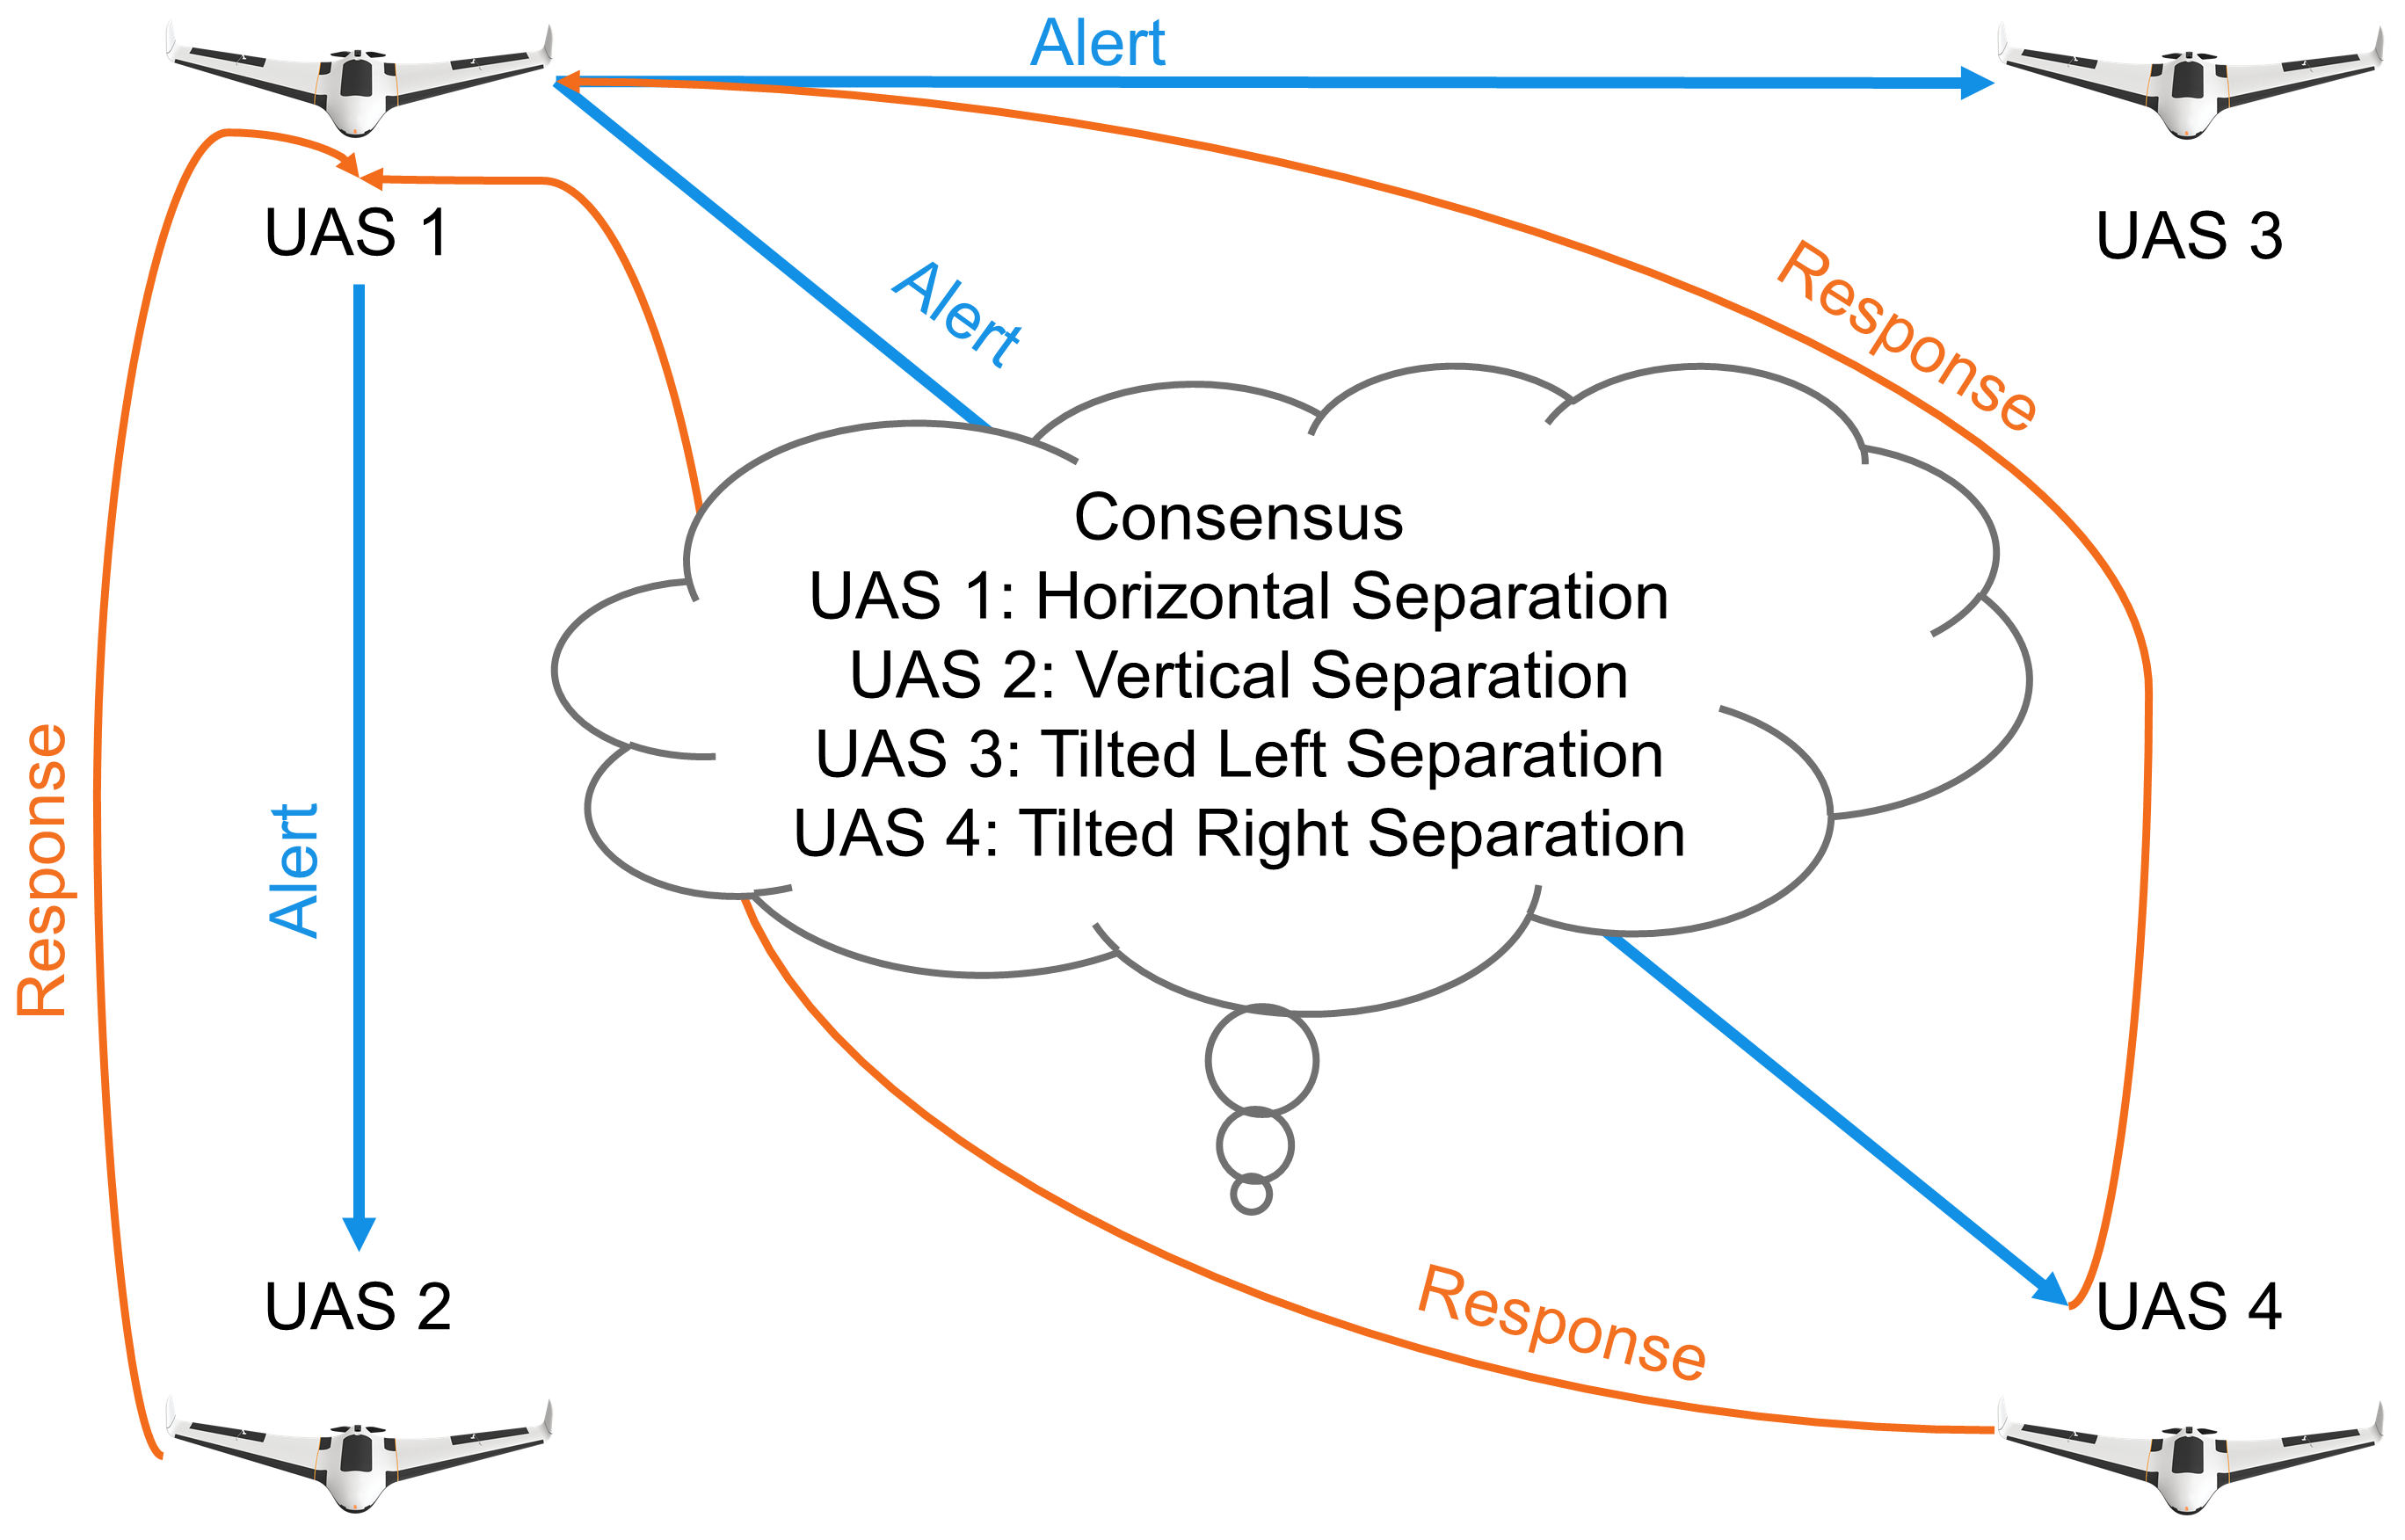 Alert
UAS 1
UAS 3
Alert
Response
Consensus
UAS 1: Horizontal Separation
UAS 2: Vertical Separation
UAS 3: Tilted Left Separation
UAS 4: Tilted Right Separation
Response
Alert
UAS 2
UAS 4
Response